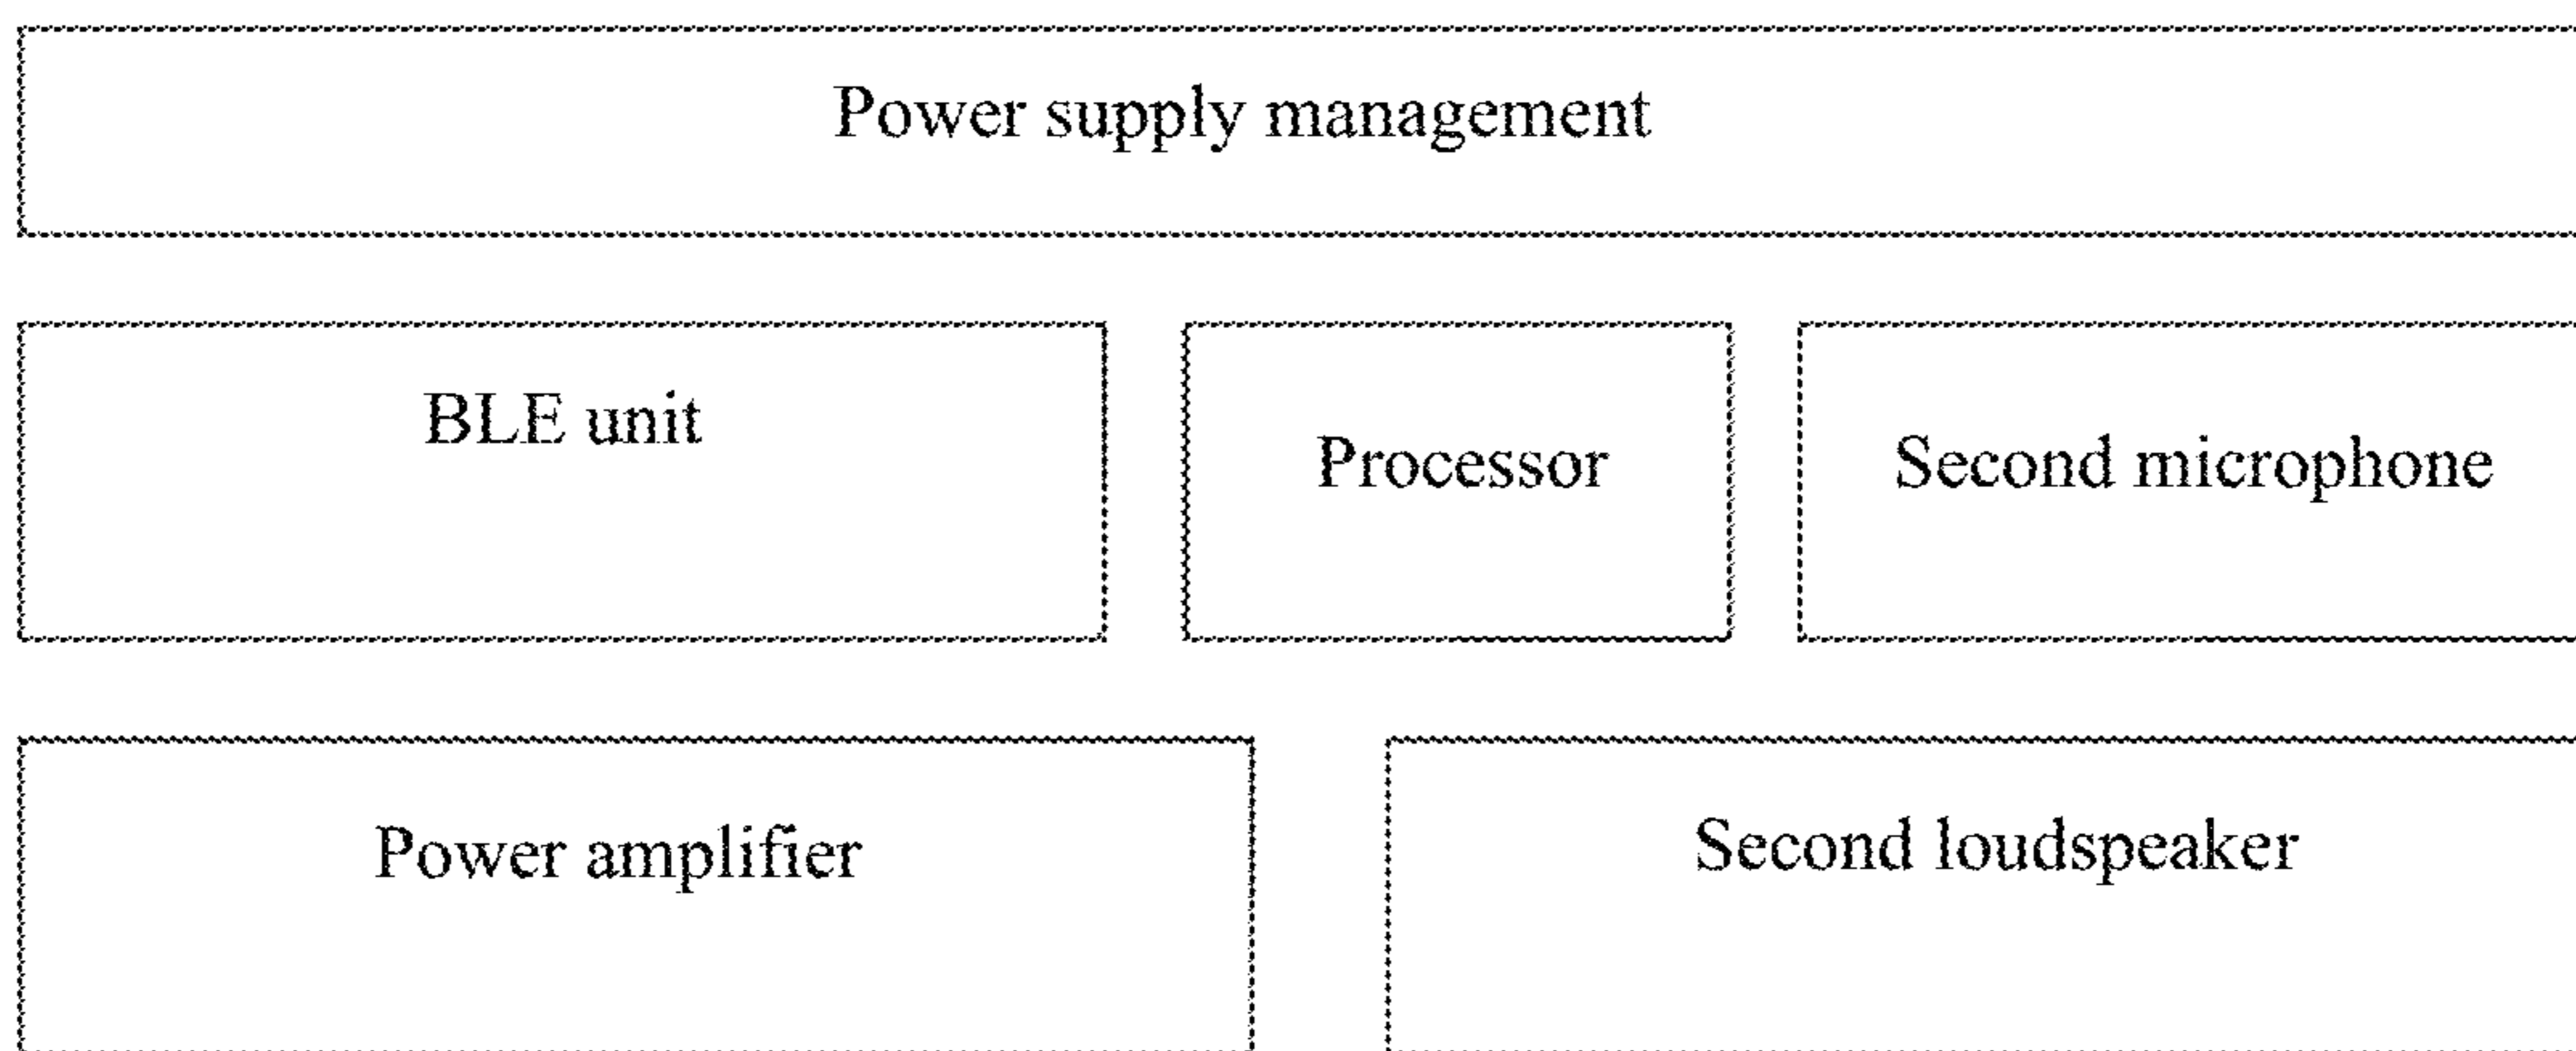 Power supply management
BLE unit
Processor
Second microphone
Power amplifier
Second loudspeaker